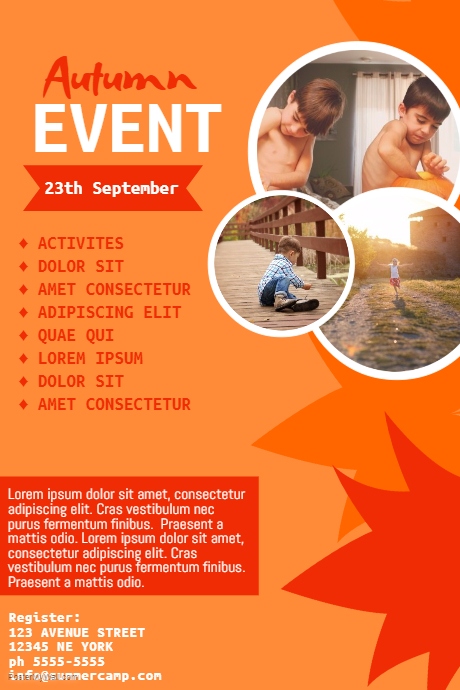 Autumn
EVENT
23th September
♦ ACTIVITES
♦ DOLOR SIT
♦ AMET CONSECTETUR
♦ ADIPISCING ELIT
♦ QUAE QUI
♦ LOREM IPSUM
♦ DOLOR SIT
♦ AMET CONSECTETUR
Lorem ipsum dolor sit amet, consectetur
adipiscing elit. Cras vestibulum nec
purus fermentum finibus.  Praesent a
mattis odio. Lorem ipsum dolor sit amet,
consectetur adipiscing elit. Cras
vestibulum nec purus fermentum finibus.
Praesent a mattis odio.
Register:
123 AVENUE STREET
12345 NE YORK
ph 5555-5555
info@summercamp.com